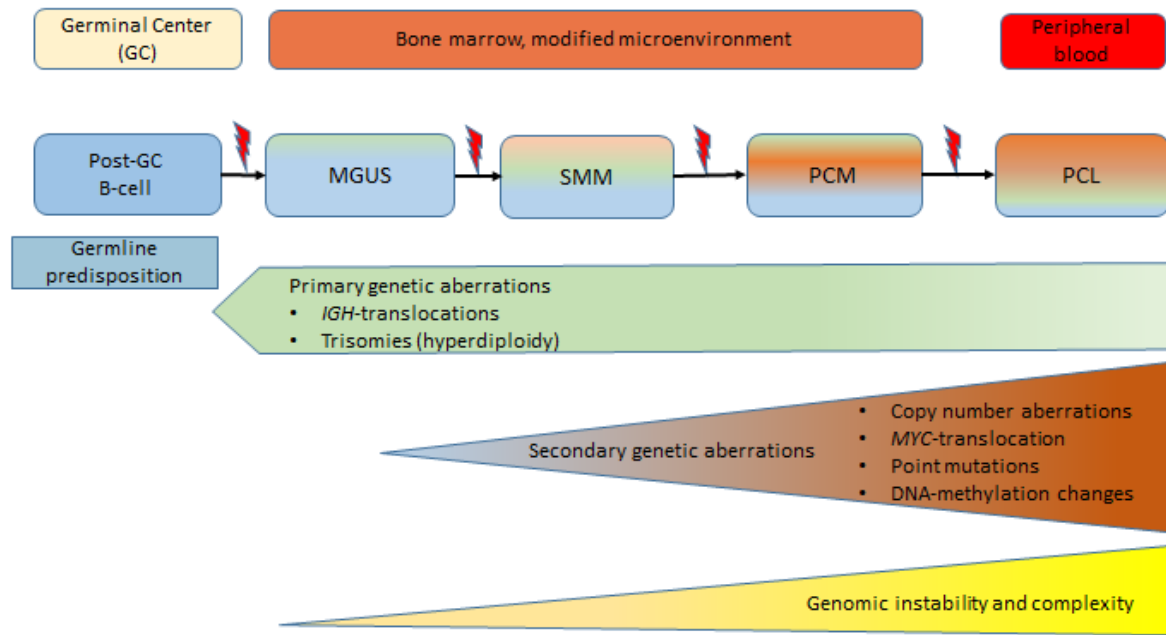 Germinal Center
(GC)
Bone marrow, modified microenvironment
Peripheral
blood
Post-GC
B-cell
MGUS
SMM
PCM
PCL
Germline
predisposition
Primary genetic aberrations
• IGH-translocations
• Trisomies (hyperdiploidy)
Secondary genetic aberrations
• Copy number aberrations
• MYC-translocation
• Point mutations
• DNA-methylation changes
Genomic instability and complexity